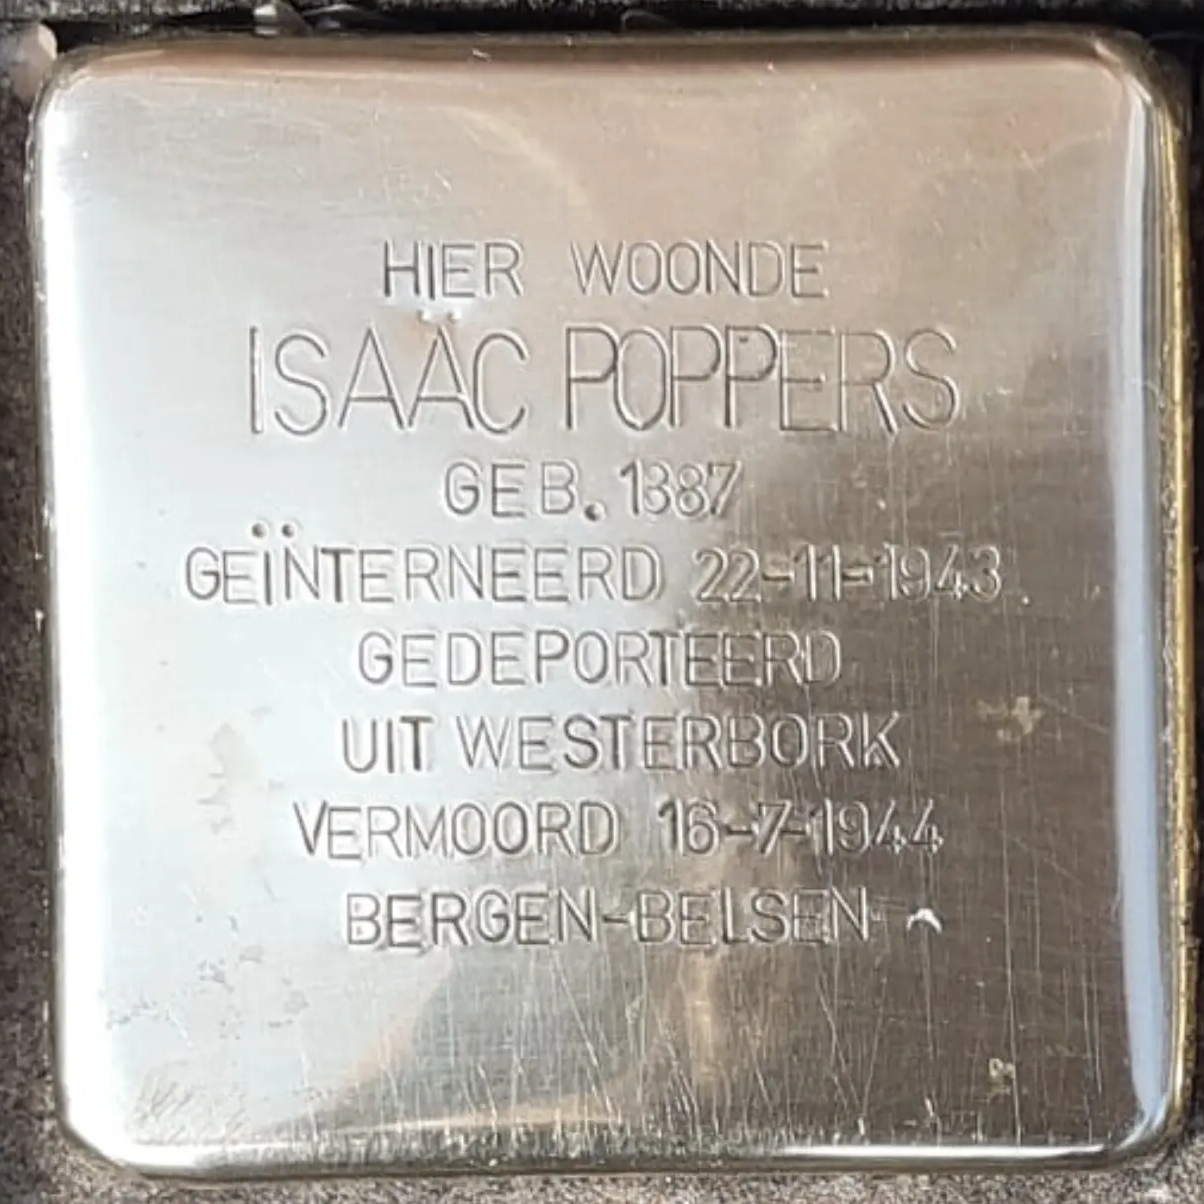 HIER WOONDE
ISAÄC POPPERS
GEB. 1887
GEÏNTERNEERD 22-11-1943
GEDEPORTEERD
UIT WESTERBORK
VERMOORD 16-7-1944
BERGEN-BELSEN